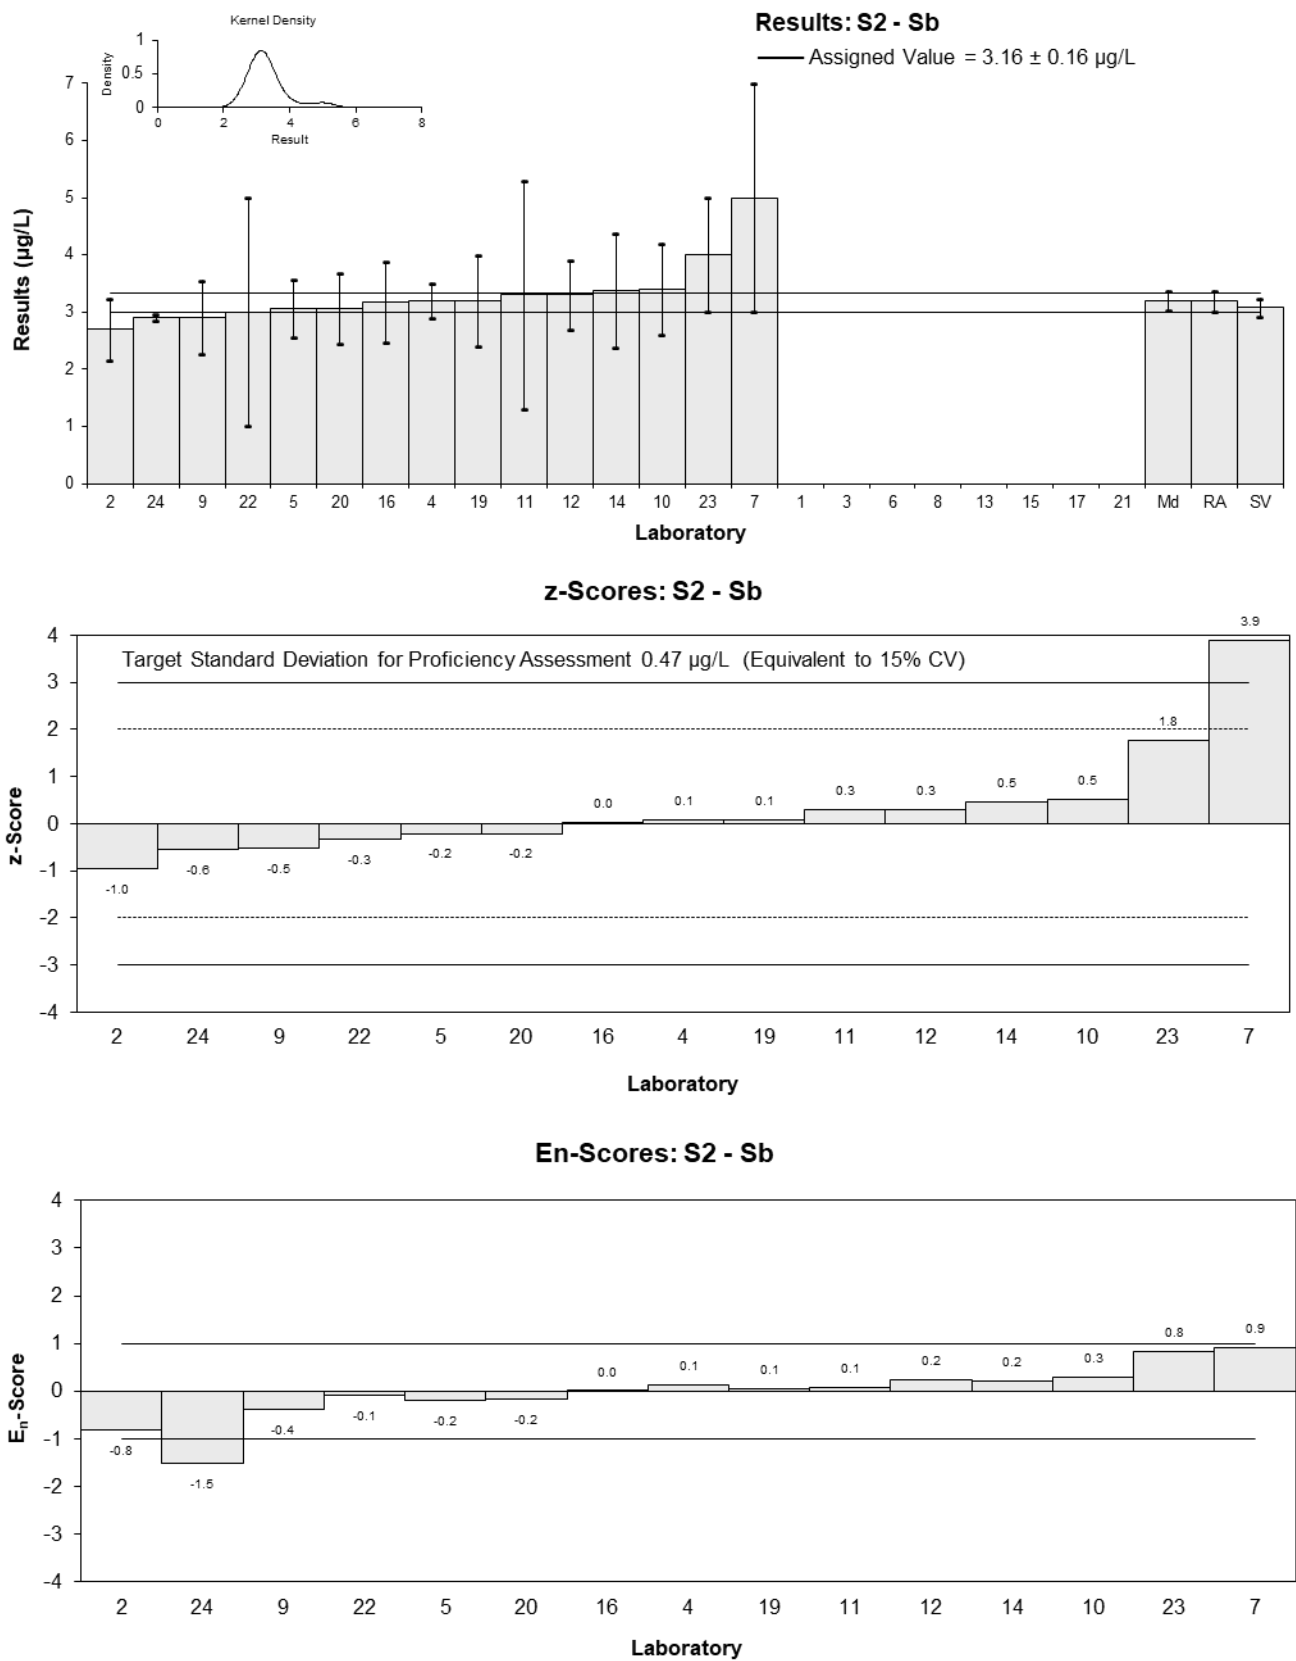 Kernel Density
Density
1
0.5
0
0 2 4 6 8
Result
Results: S2 - Sb
Assigned Value = 3.16 ± 0.16 µg/L
Results (µg/L)
7
6
5
4
3
2
1
0
2 24 9 22 5 20 16 4 19 11 12 14 10 23 7 1 3 6 8 13 15 17 21 Md RA SV
Laboratory
z-Scores: S2 - Sb
Target Standard Deviation for Proficiency Assessment 0.47 µg/L (Equivalent to 15% CV)
z-Score
4
3
2
1
0
-1
-2
-3
-4
-1.0 -0.6 -0.5 -0.3 -0.2 -0.2 0.0 0.1 0.1 0.3 0.3 0.5 0.5 1.8 3.9
2 24 9 22 5 20 16 4 19 11 12 14 10 23 7
Laboratory
En-Scores: S2 - Sb
En-Score
4
3
2
1
0
-1
-2
-3
-4
-0.8 -1.5 -0.4 -0.1 -0.2 -0.2 0.0 0.1 0.1 0.1 0.2 0.2 0.3 0.8 0.9
2 24 9 22 5 20 16 4 19 11 12 14 10 23 7
Laboratory